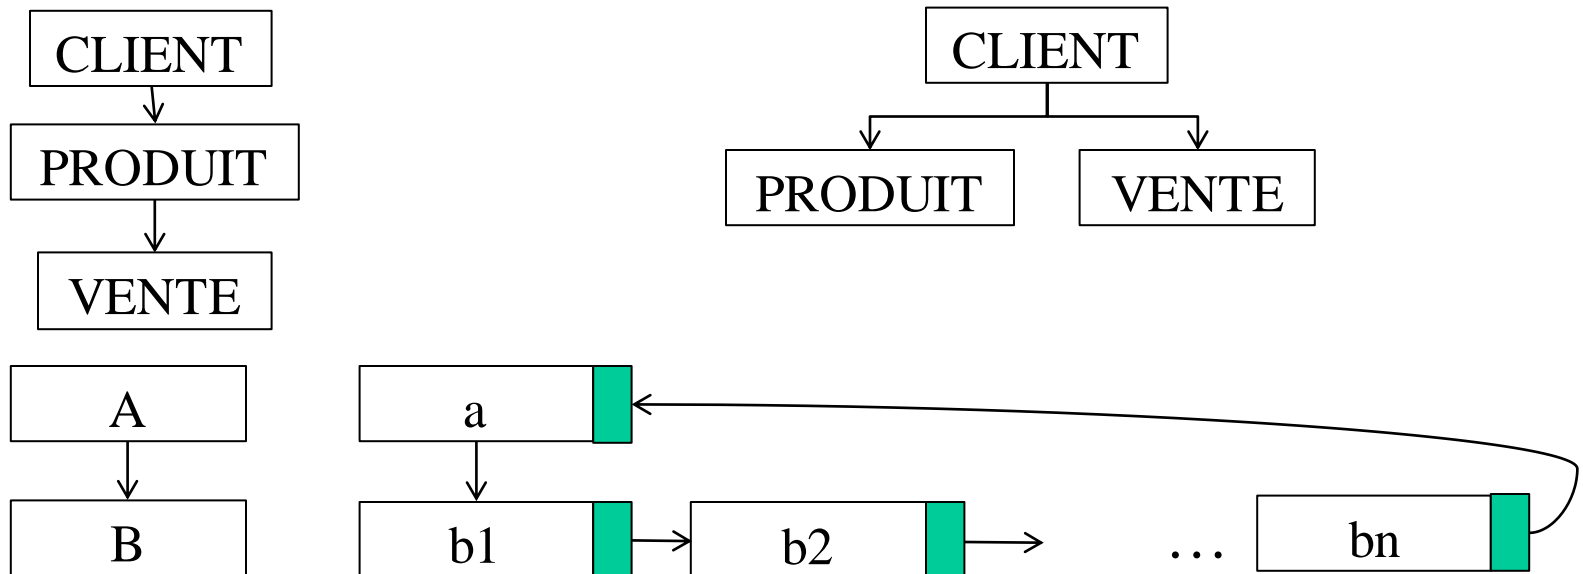 CLIENT
PRODUIT
VENTE
CLIENT
PRODUIT
VENTE
A
B
a
b1
b2
...
bn